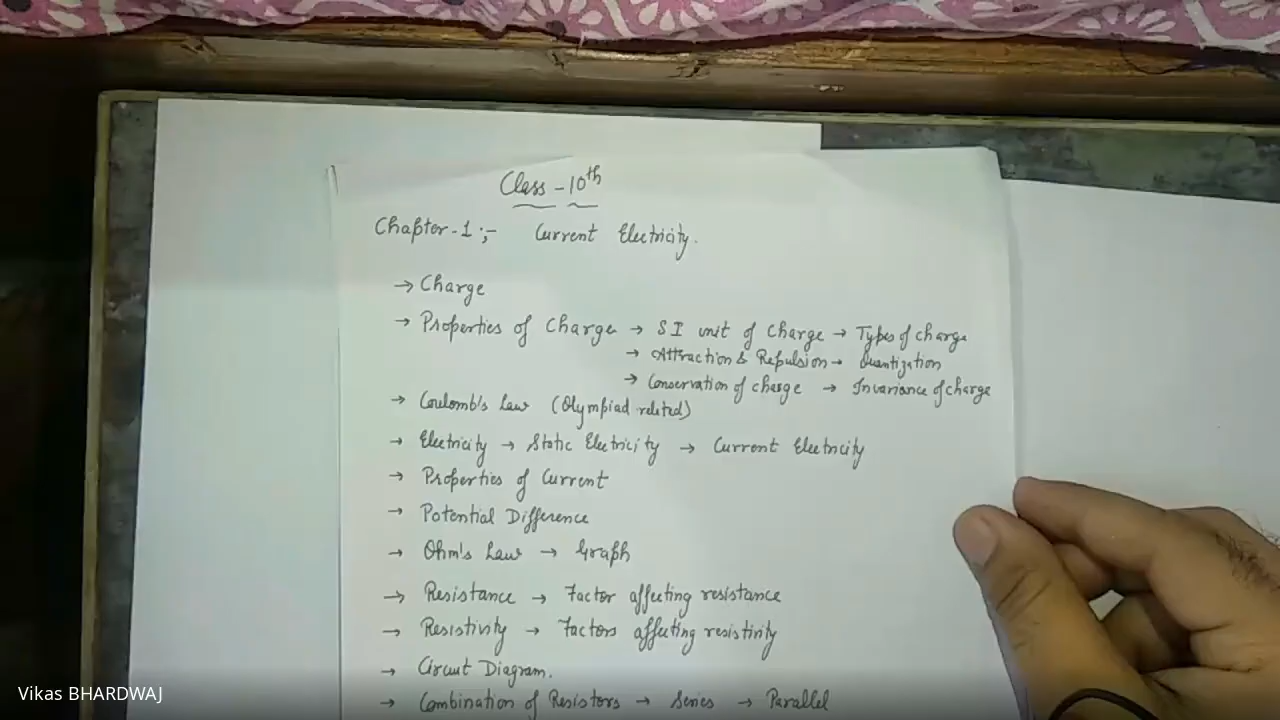 Class - 10th
Chapter-1 :- Current Electricity.
→ Charge
→ Properties of Charge → SI unit of Charge → Types of charge
→ Attraction & Repulsion → Quantization
→ Conservation of charge → Invariance of charge
→ Coulomb's Law (Olympiad related)
→ Electricity → Static Electricity → Current Electricity
→ Properties of Current
→ Potential Difference
→ Ohm's Law → Graph
→ Resistance → Factor affecting resistance
→ Resistivity → Factors affecting resistivity
→ Circuit Diagram.
→ Combination of Resistors → Series → Parallel
Vikas BHARDWAJ